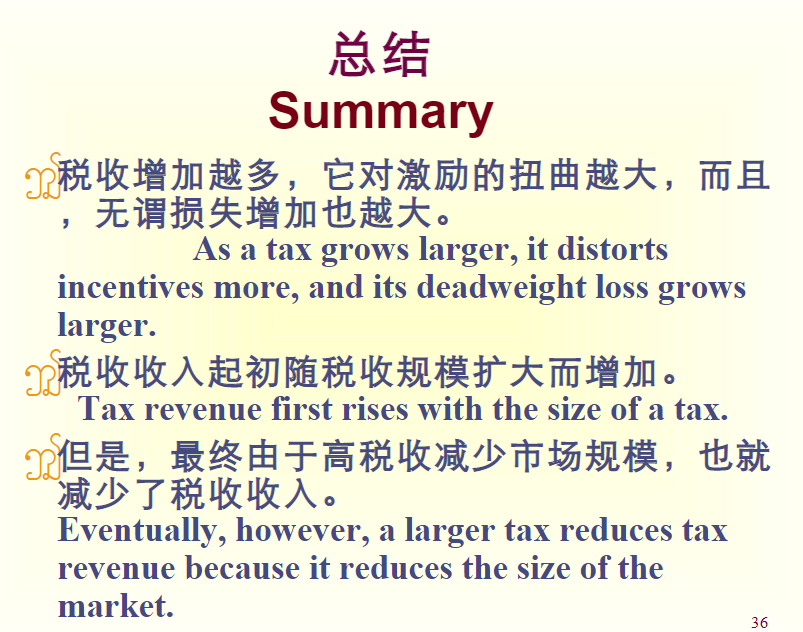 总结
Summary
税收增加越多，它对激励的扭曲越大，而且
，无谓损失增加也越大。
As a tax grows larger, it distorts
incentives more, and its deadweight loss grows
larger.
税收收入起初随税收规模扩大而增加。
Tax revenue first rises with the size of a tax.
但是，最终由于高税收减少市场规模，也就
减少了税收收入。
Eventually, however, a larger tax reduces tax
revenue because it reduces the size of the
market.
36